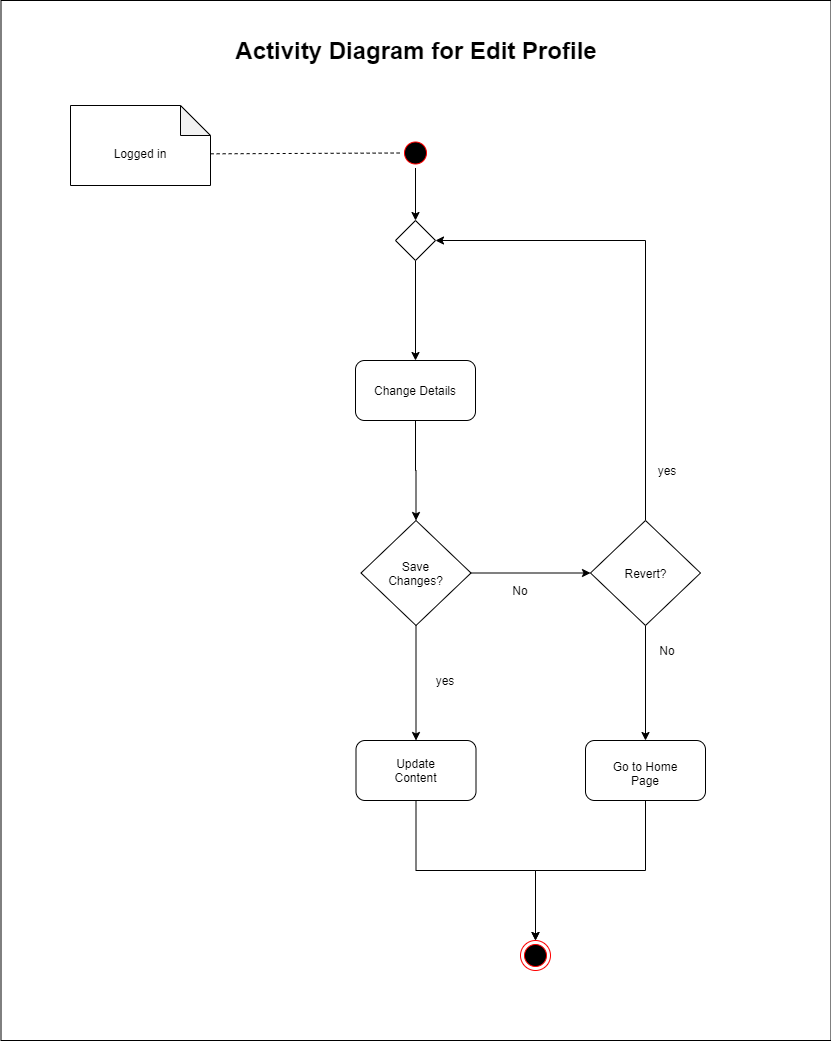 Activity Diagram for Edit Profile
Logged in
Change Details
yes
Save
Changes?
Revert?
No
No
yes
Update
Content
Go to Home
Page